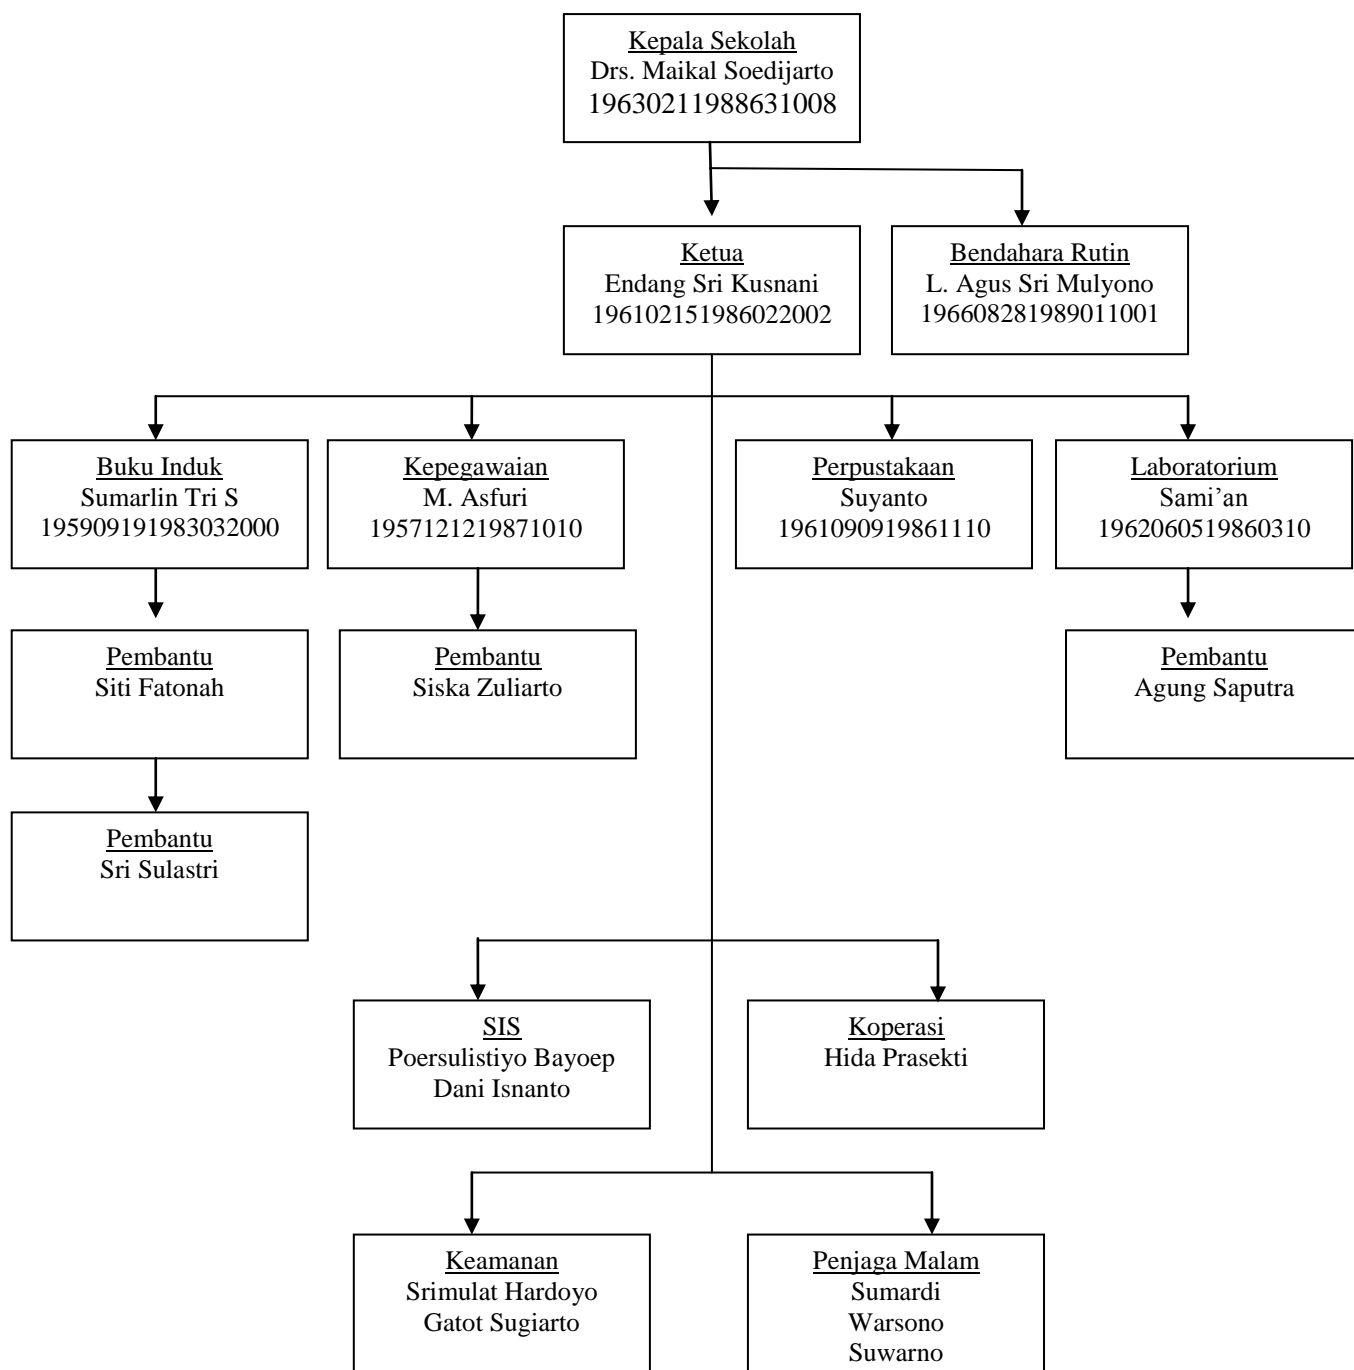 Kepala Sekolah
Drs. Maikal Soedijarto
19630211988631008
Ketua
Endang Sri Kusnani
196102151986022002
Bendahara Rutin
L. Agus Sri Mulyono
196608281989011001
Buku Induk
Sumarlin Tri S
195909191983032000
Kepegawaian
M. Asfuri
1957121219871010
Perpustakaan
Suyanto
1961090919861110
Laboratorium
Sami’an
1962060519860310
Pembantu
Siti Fatonah
Pembantu
Siska Zuliarto
Pembantu
Agung Saputra
Pembantu
Sri Sulastri
SIS
Poersulistiyo Bayoep
Dani Isnanto
Koperasi
Hida Prasekti
Keamanan
Srimulat Hardoyo
Gatot Sugiarto
Penjaga Malam
Sumardi
Warsono
Suwarno